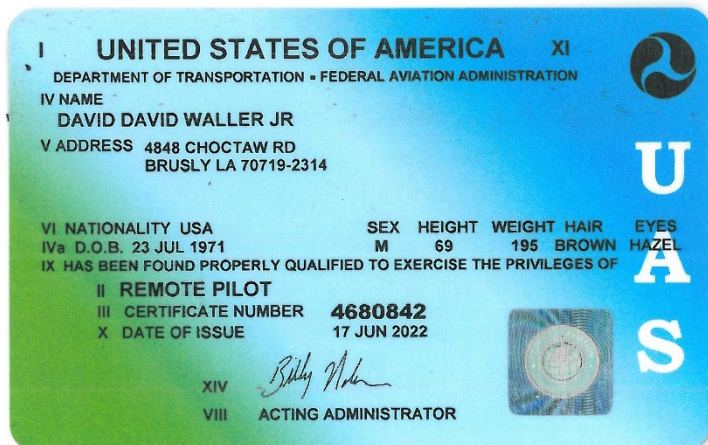 I UNITED STATES OF AMERICA XI
DEPARTMENT OF TRANSPORTATION ▪ FEDERAL AVIATION ADMINISTRATION
IV NAME
DAVID DAVID WALLER JR
V ADDRESS 4848 CHOCTAW RD
BRUSLY LA 70719-2314
VI NATIONALITY USA SEX HEIGHT WEIGHT HAIR EYES
IVa D.O.B. 23 JUL 1971 M 69 195 BROWN HAZEL
IX HAS BEEN FOUND PROPERLY QUALIFIED TO EXERCISE THE PRIVILEGES OF
II REMOTE PILOT
III CERTIFICATE NUMBER 4680842
X DATE OF ISSUE 17 JUN 2022
XIV
VIII ACTING ADMINISTRATOR
UAS